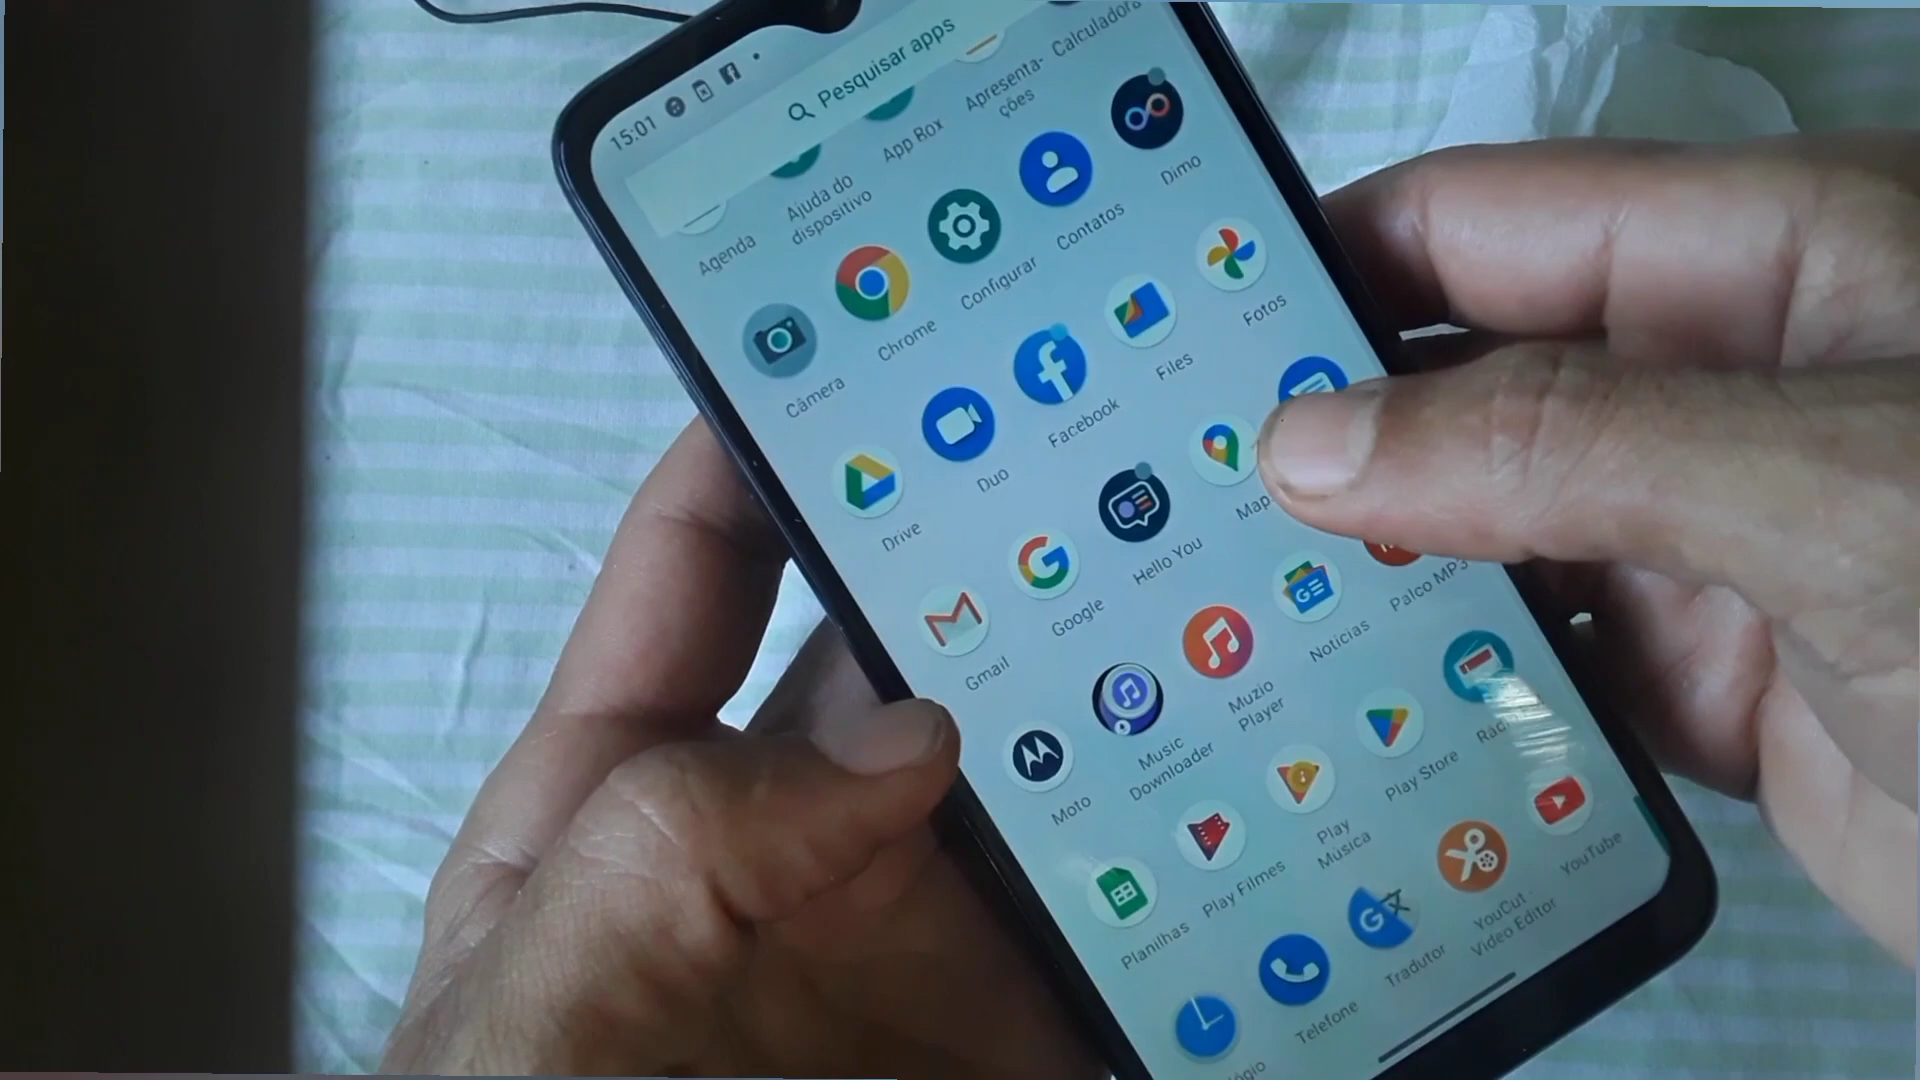 15:01
Pesquisar apps
Agenda
Ajuda do
dispositivo
App Box
Apresenta-
ções
Calculadora
Câmera
Chrome
Configurar
Contatos
Dimo
Drive
Duo
Facebook
Files
Fotos
Gmail
Google
Hello You
Map
Moto
Music
Downloader
Muzio
Player
Notícias
Palco MP3
Planilhas
Play Filmes
Play
Música
Play Store
Telefone
Tradutor
YouCut -
Video Editor
YouTube